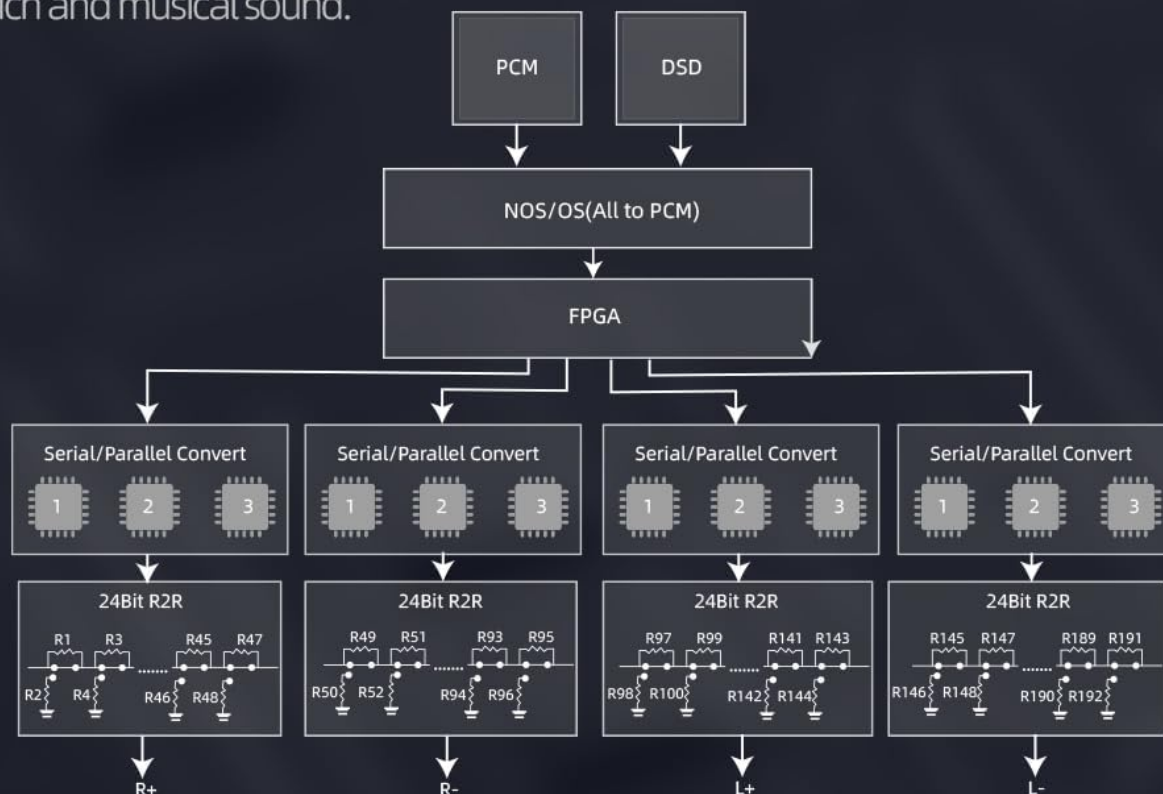 and musical sound.
PCM DSD
NOS/OS(All to PCM)
FPGA
Serial/Parallel Convert Serial/Parallel Convert Serial/Parallel Convert Serial/Parallel Convert
1 2 3 1 2 3 1 2 3 1 2 3
24Bit R2R 24Bit R2R 24Bit R2R 24Bit R2R
R1 R3 R45 R47 R49 R51 R93 R95 R97 R99 R141 R143 R145 R147 R189 R191
R2 R4 R46 R48 R50 R52 R94 R96 R98 R100 R142 R144 R146 R148 R190 R192
R+ R- L+ L-